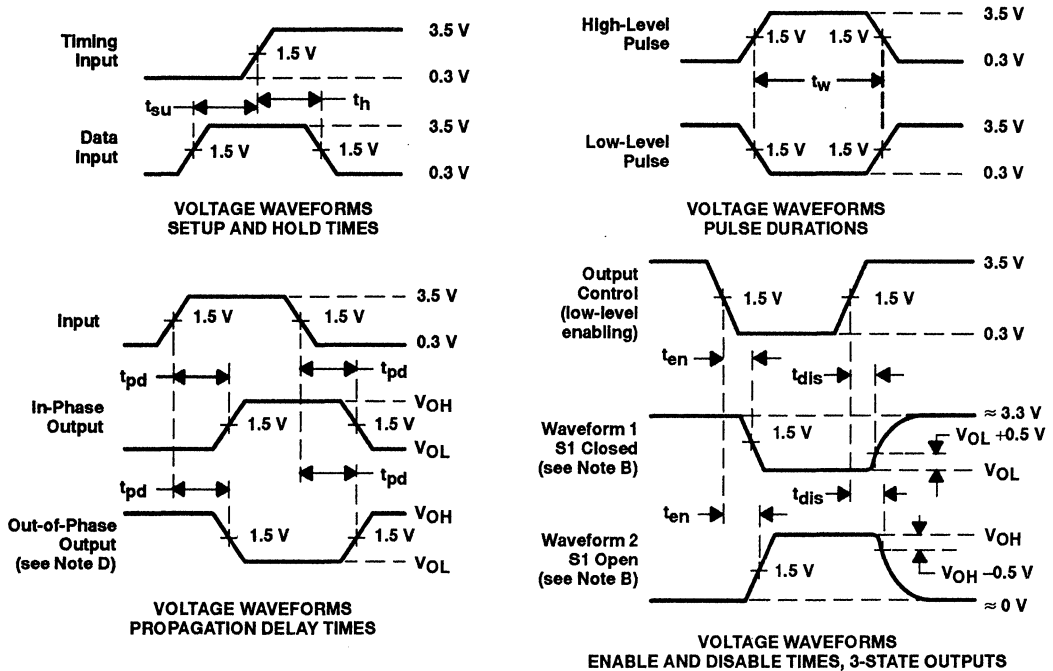 Timing
Input
1.5 V
3.5 V
0.3 V
tsu
th
Data
Input
1.5 V
1.5 V
3.5 V
0.3 V
VOLTAGE WAVEFORMS
SETUP AND HOLD TIMES
High-Level
Pulse
1.5 V
1.5 V
3.5 V
0.3 V
tw
Low-Level
Pulse
1.5 V
1.5 V
3.5 V
0.3 V
VOLTAGE WAVEFORMS
PULSE DURATIONS
Input
1.5 V
1.5 V
3.5 V
0.3 V
tpd
tpd
In-Phase
Output
1.5 V
1.5 V
VOH
VOL
tpd
tpd
Out-of-Phase
Output
(see Note D)
1.5 V
1.5 V
VOH
VOL
VOLTAGE WAVEFORMS
PROPAGATION DELAY TIMES
Output
Control
(low-level
enabling)
1.5 V
1.5 V
3.5 V
0.3 V
ten
tdis
Waveform 1
S1 Closed
(see Note B)
1.5 V
≈ 3.3 V
VOL +0.5 V
VOL
ten
tdis
Waveform 2
S1 Open
(see Note B)
1.5 V
VOH
VOH –0.5 V
≈ 0 V
VOLTAGE WAVEFORMS
ENABLE AND DISABLE TIMES, 3-STATE OUTPUTS